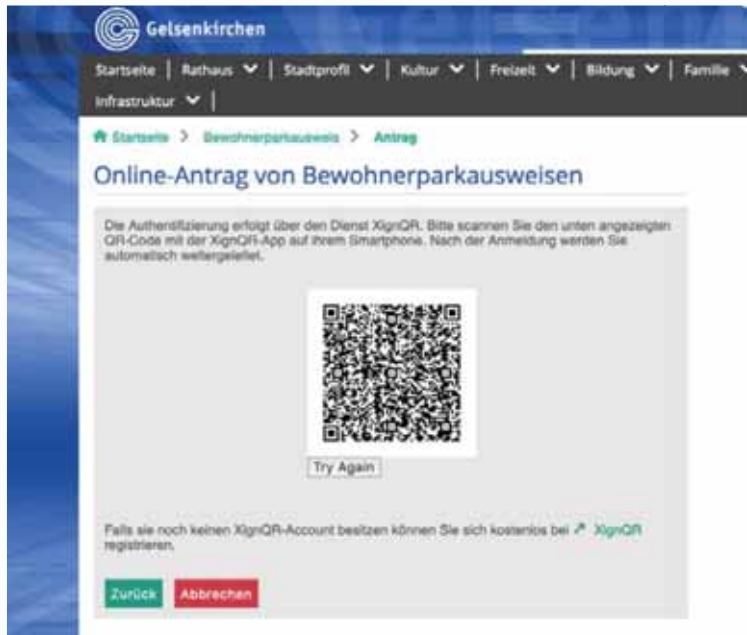 Gelsenkirchen
Startseite | Rathaus | Stadtprofil | Kultur | Freizeit | Bildung | Familie
Infrastruktur |
Startseite > Bewohnerparkausweis > Antrag
Online-Antrag von Bewohnerparkausweisen
Die Authentifizierung erfolgt über den Dienst XignQR. Bitte scannen Sie den unten angezeigten
QR-Code mit der XignQR-App auf Ihrem Smartphone. Nach der Anmeldung werden Sie
automatisch weitergeleitet.
Try Again
Falls sie noch keinen XignQR-Account besitzen können Sie sich kostenlos bei XignQR
registrieren.
Zurück Abbrechen